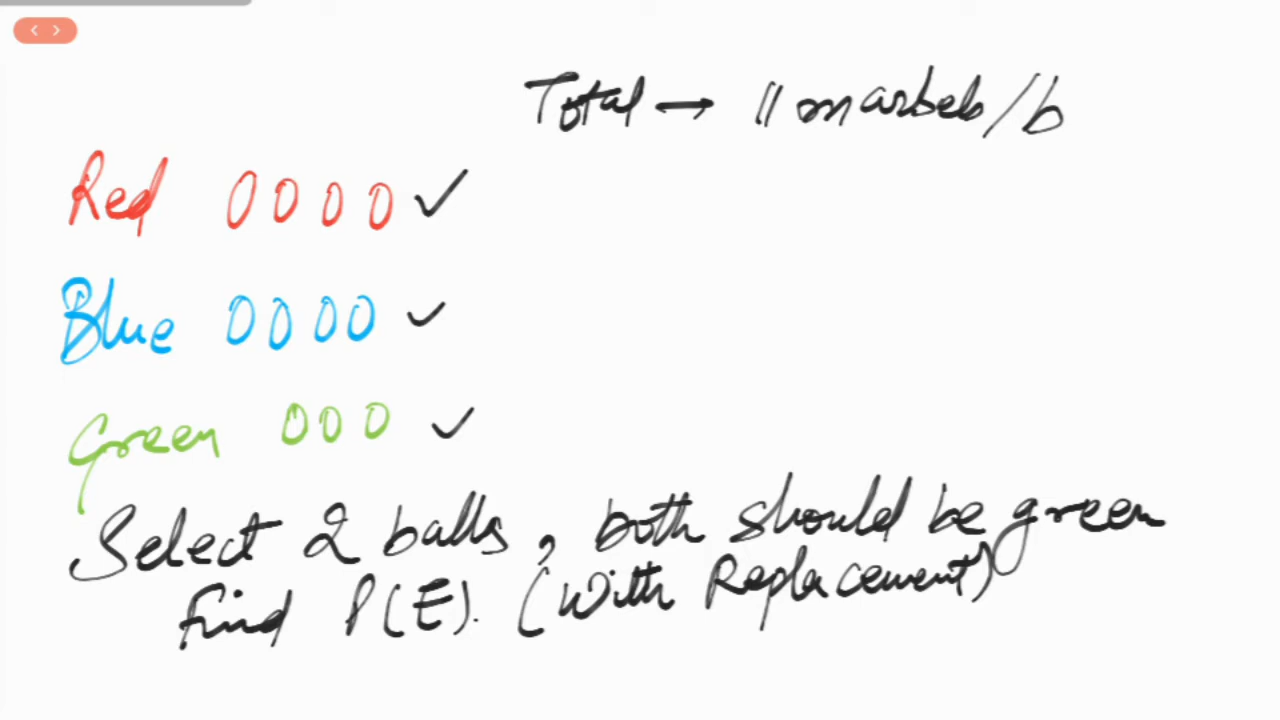 Total → 11 marbels/b
Red 0000 ✓
Blue 0000 ✓
Green 000 ✓
Select 2 balls, both should be green
find P(E). (With Replacement)